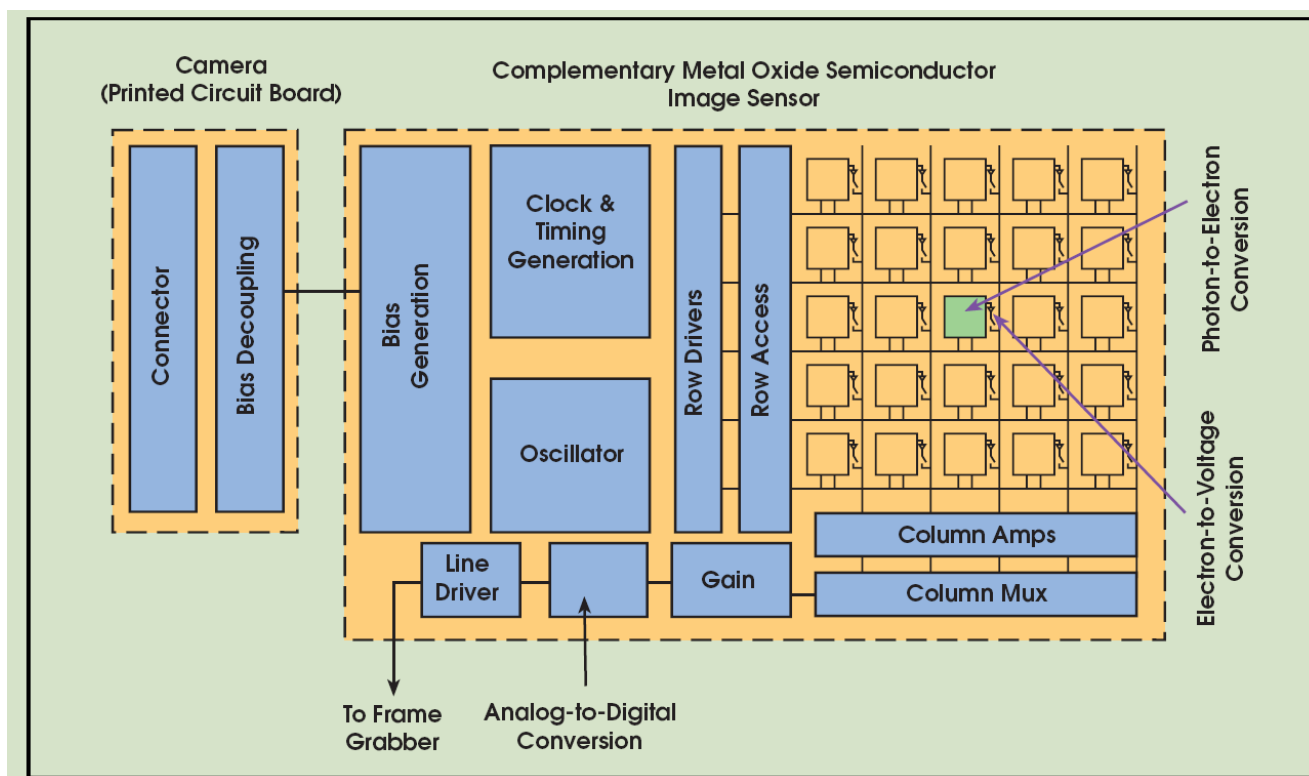 Camera
(Printed Circuit Board)
Complementary Metal Oxide Semiconductor
Image Sensor
Connector
Bias Decoupling
Bias
Generation
Clock &
Timing
Generation
Oscillator
Row Drivers
Row Access
Photon-to-Electron
Conversion
Electron-to-Voltage
Conversion
Column Amps
Column Mux
Gain
Line
Driver
To Frame
Grabber
Analog-to-Digital
Conversion